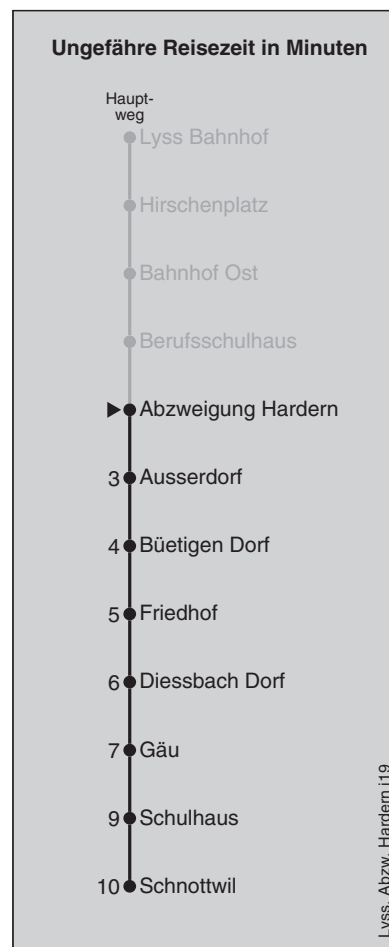 Ungefähre Reisezeit in Minuten
Haupt-
weg
Lyss Bahnhof
Hirschenplatz
Bahnhof Ost
Berufsschulhaus
Abzweigung Hardern
3 Ausserdorf
4 Büetigen Dorf
5 Friedhof
6 Diessbach Dorf
7 Gäu
9 Schulhaus
10 Schnottwil
Lyss, Abzw. Hardern j19